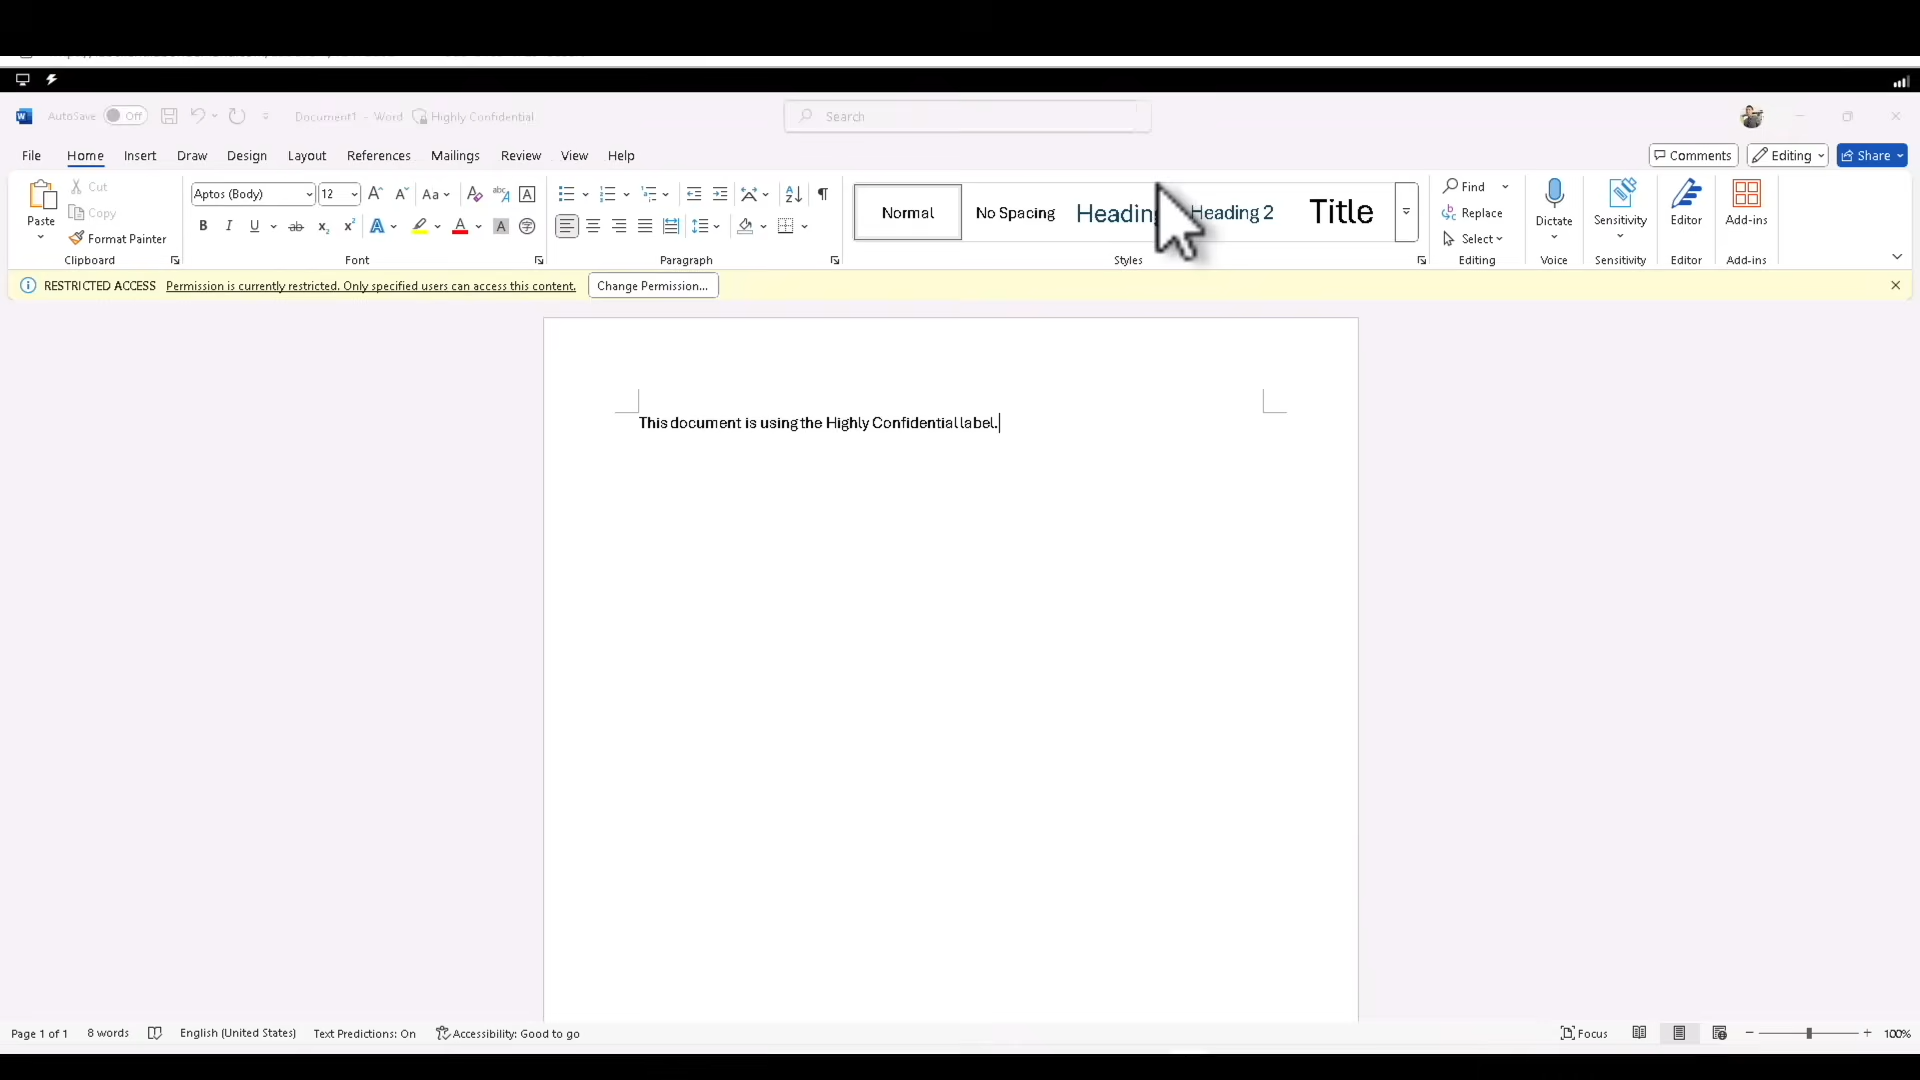 AutoSave Off Document1 - Word Highly Confidential Search
File Home Insert Draw Design Layout References Mailings Review View Help Comments Editing Share
Paste Cut Copy Format Painter
Clipboard
Aptos (Body) 12
Font
Paragraph
Normal No Spacing Heading Heading 2 Title
Styles
Find Replace Select
Editing
Dictate
Voice
Sensitivity
Sensitivity
Editor
Editor
Add-ins
Add-ins
RESTRICTED ACCESS Permission is currently restricted. Only specified users can access this content. Change Permission...
This document is using the Highly Confidential label.
Page 1 of 1 8 words English (United States) Text Predictions: On Accessibility: Good to go Focus 100%